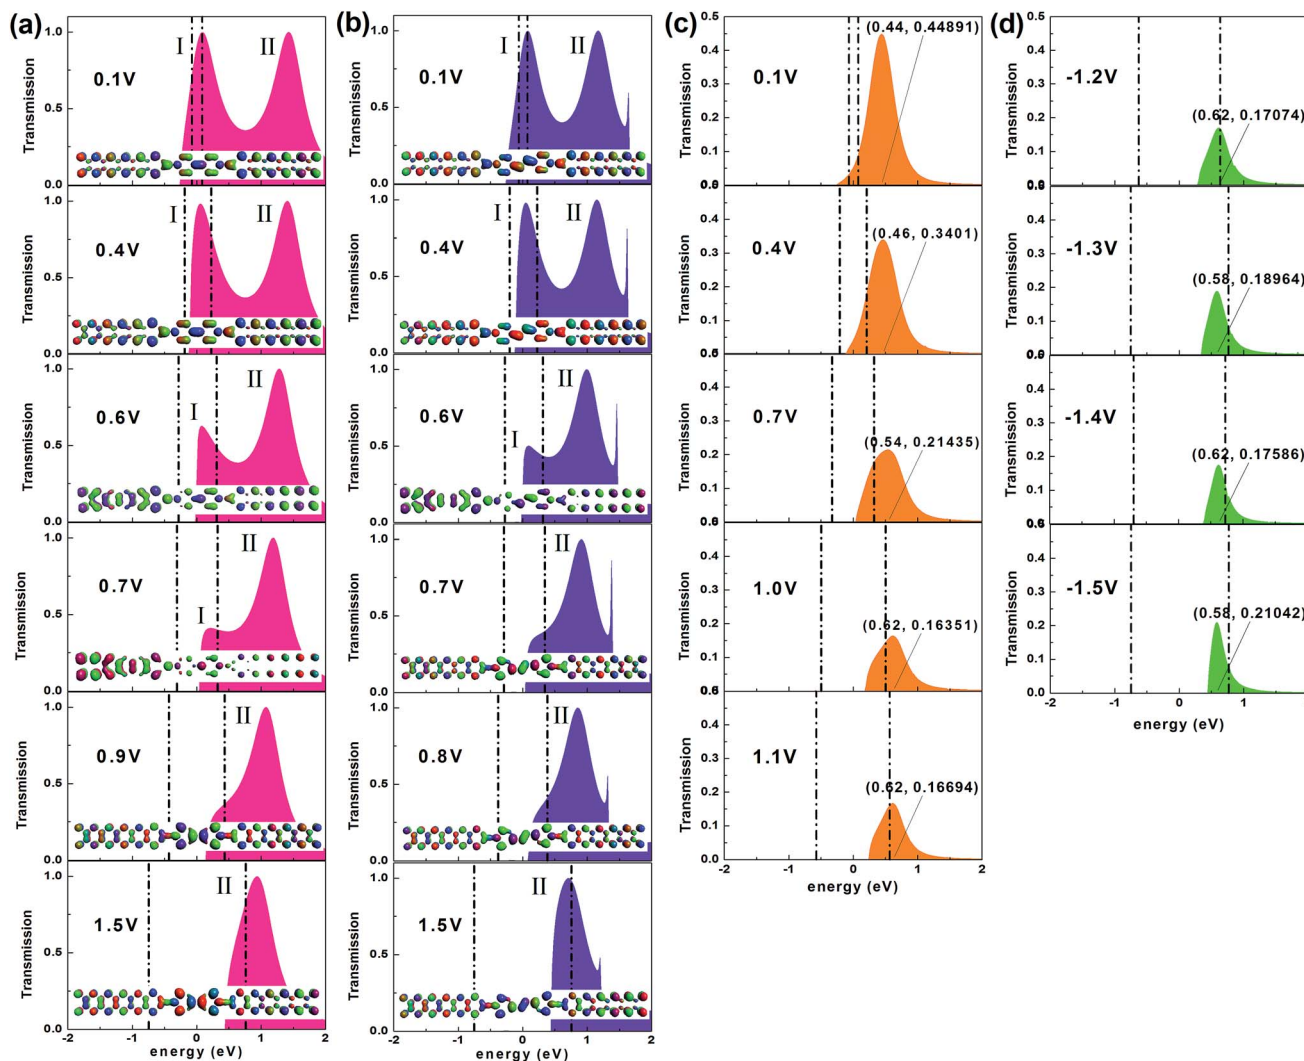 (a)
Transmission
1.0
0.5
0.0
0.1V
I
II
Transmission
1.0
0.5
0.0
0.4V
I
II
Transmission
1.0
0.5
0.0
0.6V
I
II
Transmission
1.0
0.5
0.0
0.7V
I
II
Transmission
1.0
0.5
0.0
0.9V
II
Transmission
1.0
0.5
0.0
1.5V
II
-2 -1 0 1 2
energy (eV)
(b)
Transmission
1.0
0.5
0.0
0.1V
I
II
Transmission
1.0
0.5
0.0
0.4V
I
II
Transmission
1.0
0.5
0.0
0.6V
I
II
Transmission
1.0
0.5
0.0
0.7V
II
Transmission
1.0
0.5
0.0
0.8V
II
Transmission
1.0
0.5
0.0
1.5V
II
-2 -1 0 1 2
energy (eV)
(c)
Transmission
0.5
0.4
0.3
0.2
0.1
0.1V
(0.44, 0.44891)
Transmission
0.4
0.3
0.2
0.1
0.4V
(0.46, 0.3401)
Transmission
0.4
0.3
0.2
0.1
0.7V
(0.54, 0.21435)
Transmission
0.4
0.3
0.2
0.1
1.0V
(0.62, 0.16351)
Transmission
0.4
0.3
0.2
0.1
0.0
1.1V
(0.62, 0.16694)
-2 -1 0 1 2
energy (eV)
(d)
Transmission
0.5
0.4
0.3
0.2
0.1
-1.2V
(0.62, 0.17074)
Transmission
0.4
0.3
0.2
0.1
-1.3V
(0.58, 0.18964)
Transmission
0.4
0.3
0.2
0.1
-1.4V
(0.62, 0.17586)
Transmission
0.4
0.3
0.2
0.1
0.0
-1.5V
(0.58, 0.21042)
-2 -1 0 1
energy (eV)